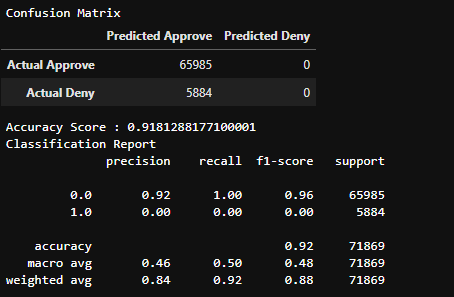 Confusion Matrix
Predicted Approve Predicted Deny
Actual Approve 65985 0
Actual Deny 5884 0
Accuracy Score : 0.9181288177100001
Classification Report
precision recall f1-score support
0.0 0.92 1.00 0.96 65985
1.0 0.00 0.00 0.00 5884
accuracy 0.92 71869
macro avg 0.46 0.50 0.48 71869
weighted avg 0.84 0.92 0.88 71869